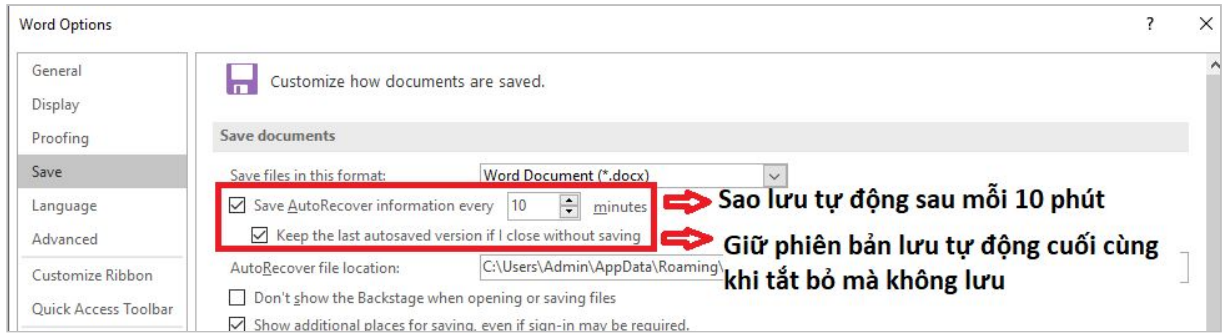 Word Options
?
General
Display
Proofing
Save
Language
Advanced
Customize Ribbon
Quick Access Toolbar
Customize how documents are saved.
Save documents
Save files in this format: Word Document (*.docx)
Save AutoRecover information every 10 minutes
Sao lưu tự động sau mỗi 10 phút
Keep the last autosaved version if I close without saving
Giữ phiên bản lưu tự động cuối cùng
khi tắt bỏ mà không lưu
AutoRecover file location: C:\Users\Admin\AppData\Roaming\
Don't show the Backstage when opening or saving files
Show additional places for saving, even if sign-in may be required.